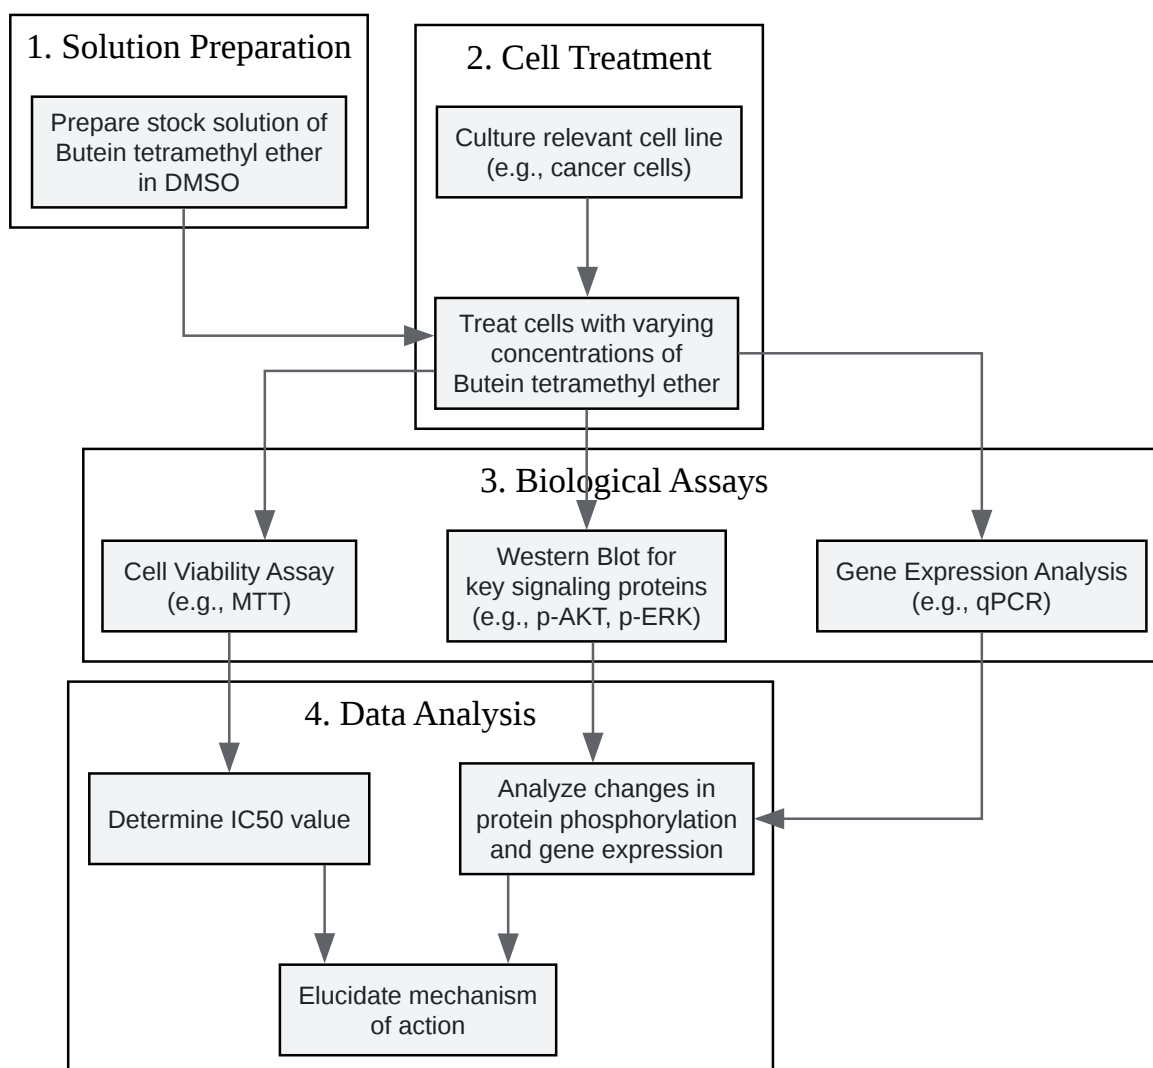 1. Solution Preparation
Prepare stock solution of
Butein tetramethyl ether
in DMSO
2. Cell Treatment
Culture relevant cell line
(e.g., cancer cells)
Treat cells with varying
concentrations of
Butein tetramethyl ether
3. Biological Assays
Cell Viability Assay
(e.g., MTT)
Western Blot for
key signaling proteins
(e.g., p-AKT, p-ERK)
Gene Expression Analysis
(e.g., qPCR)
4. Data Analysis
Determine IC50 value
Analyze changes in
protein phosphorylation
and gene expression
Elucidate mechanism
of action